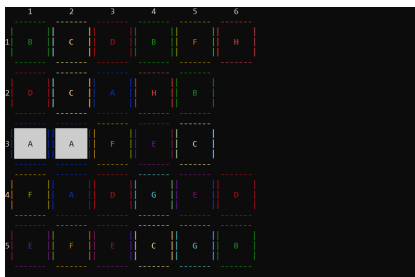 1 2 3 4 5 6
1 B C D B F H
2 D C A H B
3 A A F E C
4 F A D G E D
5 E F E C G B